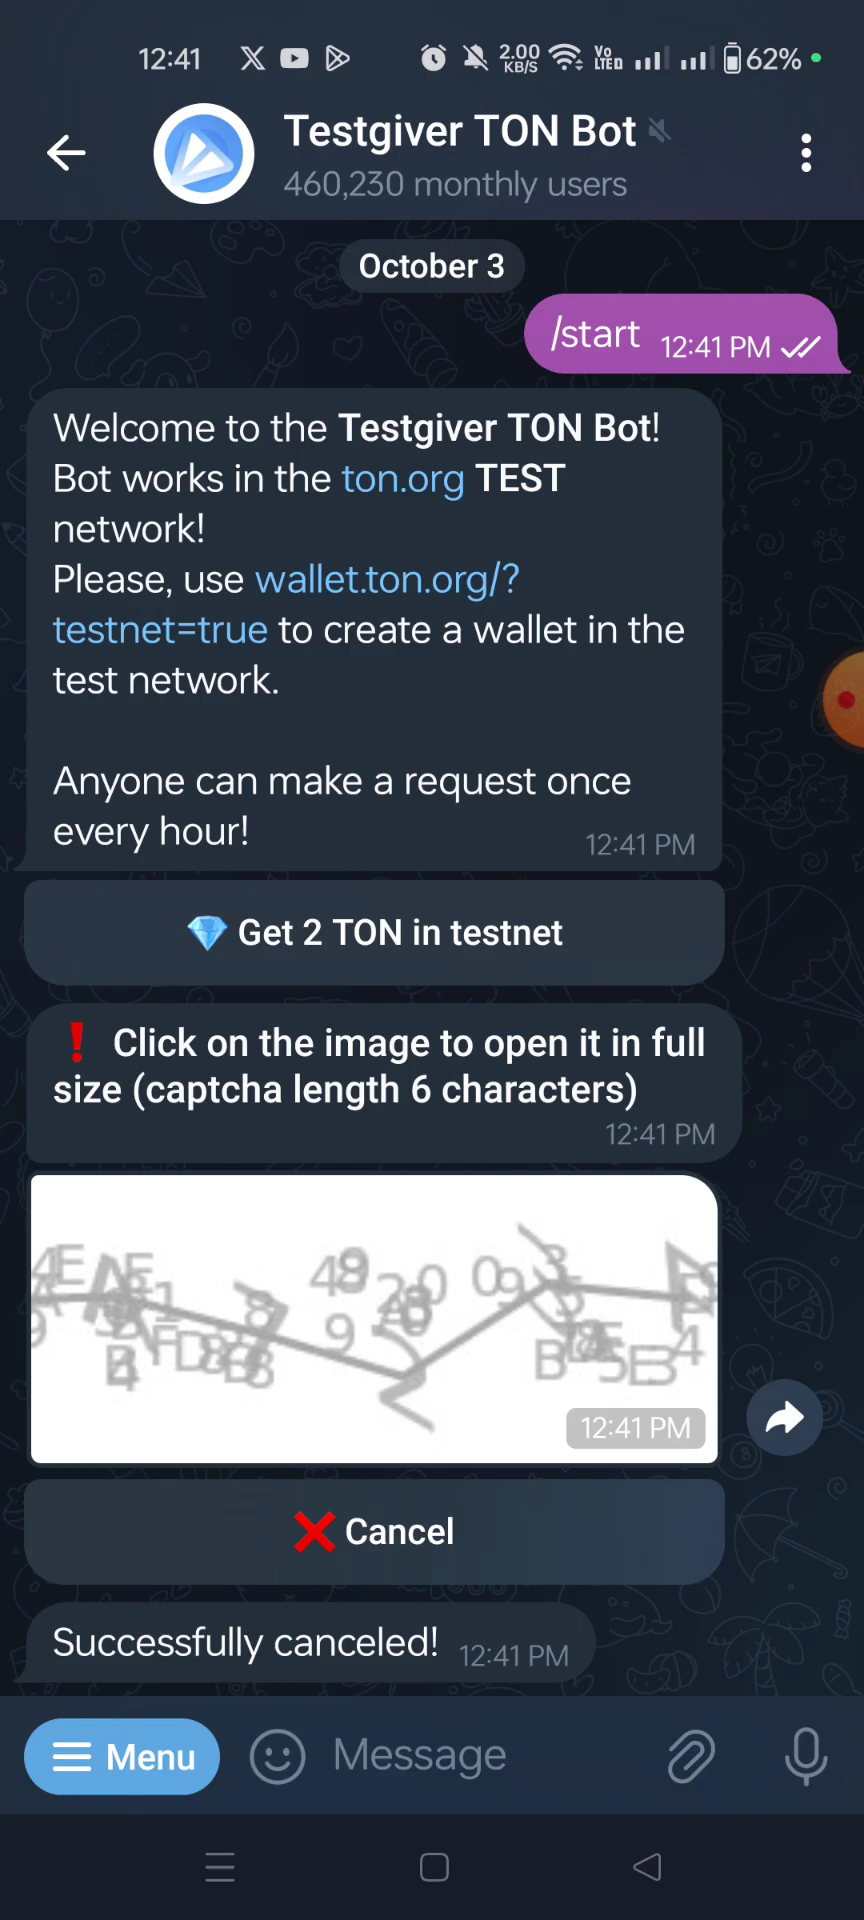 12:41
2.00
KB/S
Vo
LTED
62%
Testgiver TON Bot
460,230 monthly users
October 3
/start 12:41 PM
Welcome to the Testgiver TON Bot!
Bot works in the ton.org TEST
network!
Please, use wallet.ton.org/?
testnet=true to create a wallet in the
test network.
Anyone can make a request once
every hour!
12:41 PM
Get 2 TON in testnet
Click on the image to open it in full
size (captcha length 6 characters)
12:41 PM
12:41 PM
Cancel
Successfully canceled! 12:41 PM
Menu
Message